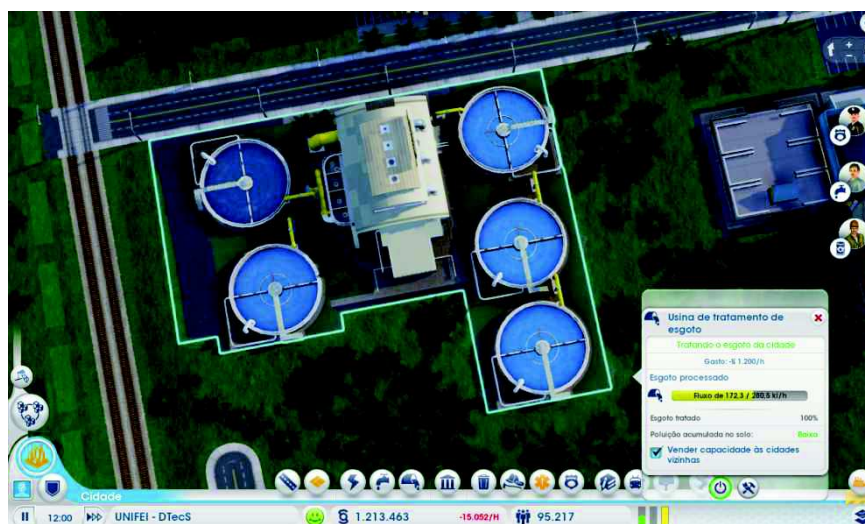 Usina de tratamento de
esgoto
Tratando o esgoto da cidade
Gasto: -§ 1.200/h
Esgoto processado
Fluxo de 172,3 / 280,5 kl/h
Esgoto tratado 100%
Poluição acumulada no solo: Baixa
Vender capacidade às cidades
vizinhas
Cidade
12:00 UNIFEI - DTecS § 1.213.463 -15.052/H 95.217